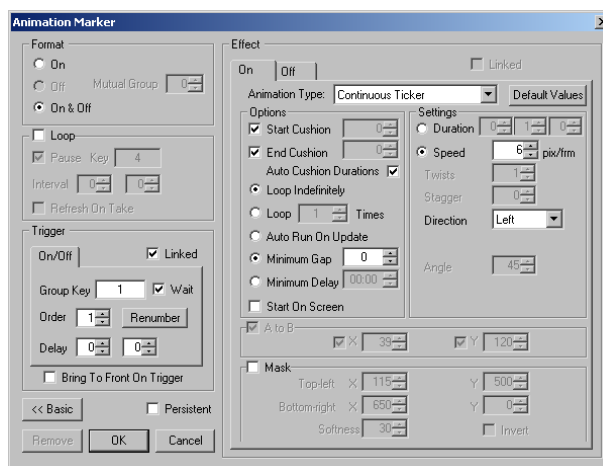 Animation Marker
Format
On
Off Mutual Group 0
On & Off
Loop
Pause Key 4
Interval 0 0
Refresh On Take
Trigger
On/Off Linked
Group Key 1 Wait
Order 1 Renumber
Delay 0 0
Bring To Front On Trigger
<< Basic Persistent
Remove OK Cancel
Effect
On Off Linked
Animation Type: Continuous Ticker Default Values
Options
Start Cushion 0
End Cushion 0
Auto Cushion Durations
Loop Indefinitely
Loop 1 Times
Auto Run On Update
Minimum Gap 0
Minimum Delay 00:00
Start On Screen
Settings
Duration 0 1 0
Speed 6 pix/frm
Twists 1
Stagger 0
Direction Left
Angle 45
A to B
X 39 Y 120
Mask
Top-left X 115 Y 500
Bottom-right X 650 Y 0
Softness 30 Invert